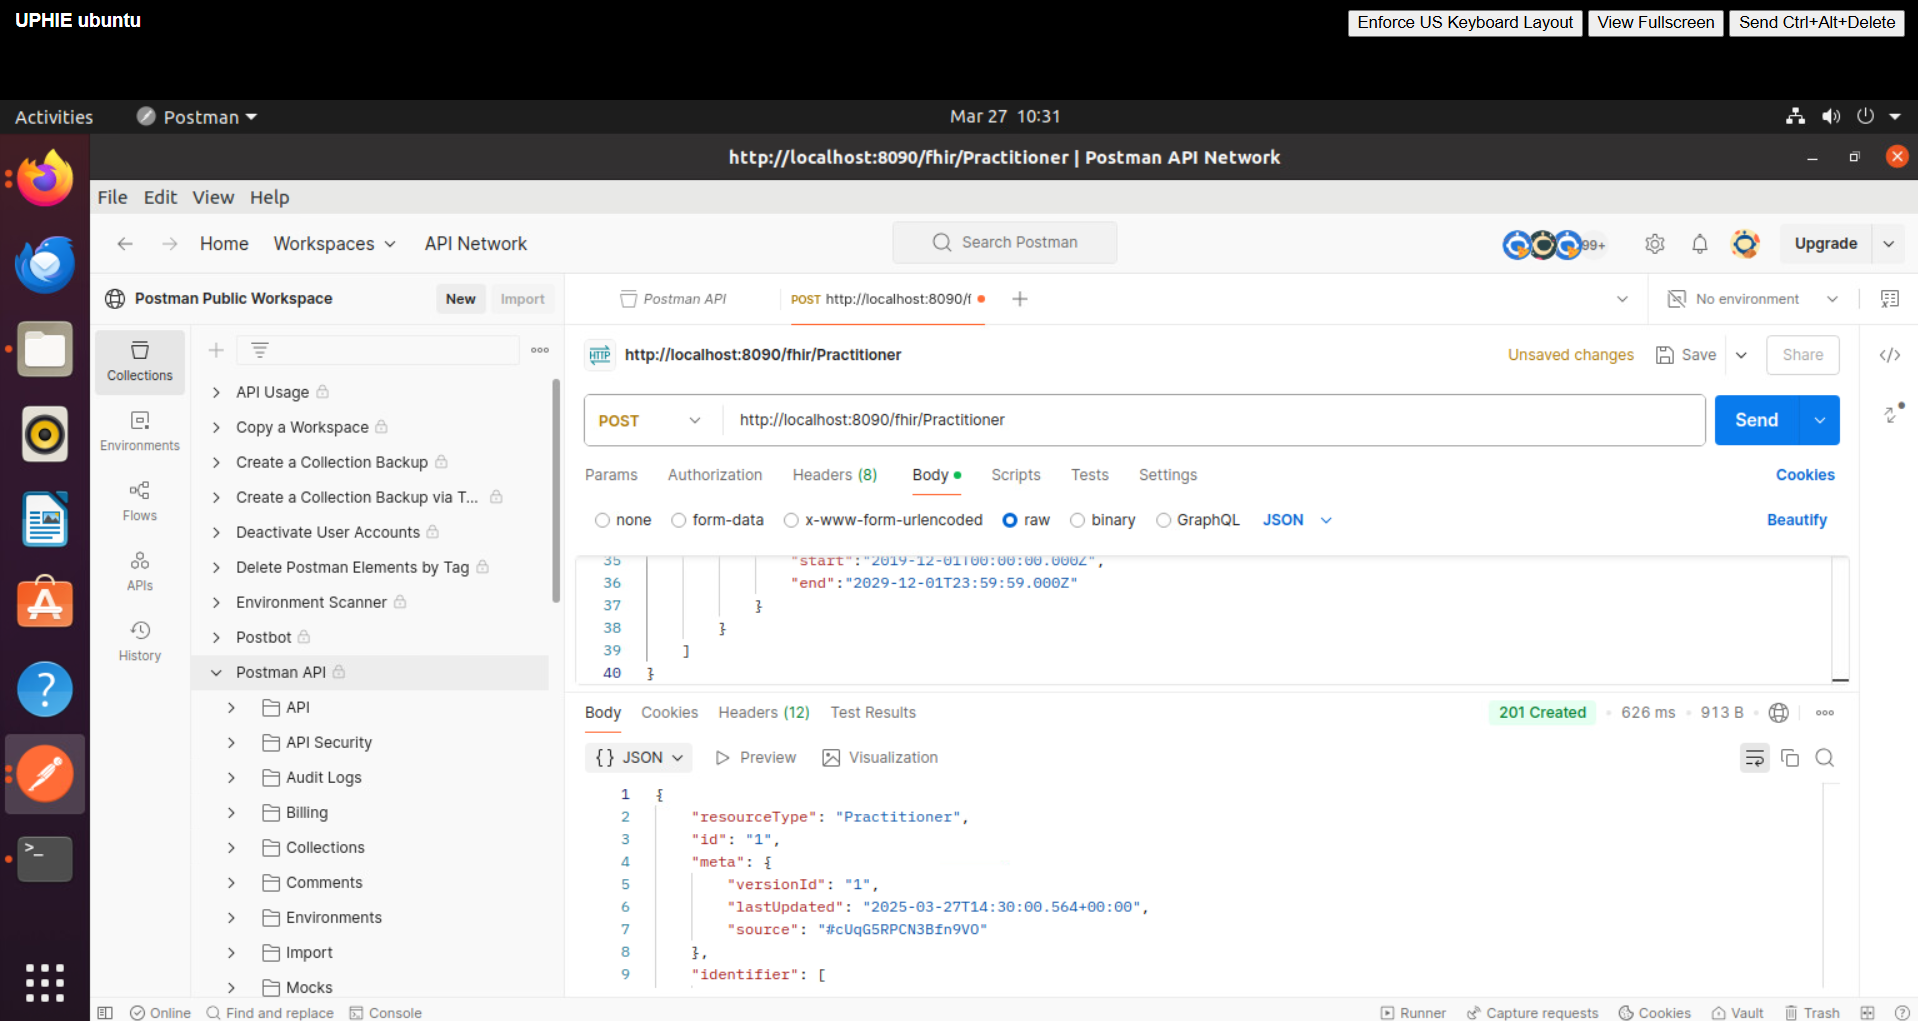 UPHIE ubuntu
Enforce US Keyboard Layout View Fullscreen Send Ctrl+Alt+Delete
Activities Postman Mar 27 10:31
http://localhost:8090/fhir/Practitioner | Postman API Network
File Edit View Help
Home Workspaces API Network Search Postman 99+ Upgrade
Postman Public Workspace New Import Postman API POST http://localhost:8090/f No environment
Collections
Environments
Flows
APIs
History
API Usage
Copy a Workspace
Create a Collection Backup
Create a Collection Backup via T...
Deactivate User Accounts
Delete Postman Elements by Tag
Environment Scanner
Postbot
Postman API
API
API Security
Audit Logs
Billing
Collections
Comments
Environments
Import
Mocks
HTTP http://localhost:8090/fhir/Practitioner Unsaved changes Save Share
POST http://localhost:8090/fhir/Practitioner Send
Params Authorization Headers (8) Body Scripts Tests Settings Cookies
none form-data x-www-form-urlencoded raw binary GraphQL JSON Beautify
35 "start":"2019-12-01T00:00:00.000Z",
36 "end":"2029-12-01T23:59:59.000Z"
37 }
38 }
39 ]
40 }
Body Cookies Headers (12) Test Results 201 Created 626 ms 913 B
{} JSON Preview Visualization
1 {
2 "resourceType": "Practitioner",
3 "id": "1",
4 "meta": {
5 "versionId": "1",
6 "lastUpdated": "2025-03-27T14:30:00.564+00:00",
7 "source": "#cUqG5RPCN3Bfn9VO"
8 },
9 "identifier": [
Online Find and replace Console Runner Capture requests Cookies Vault Trash